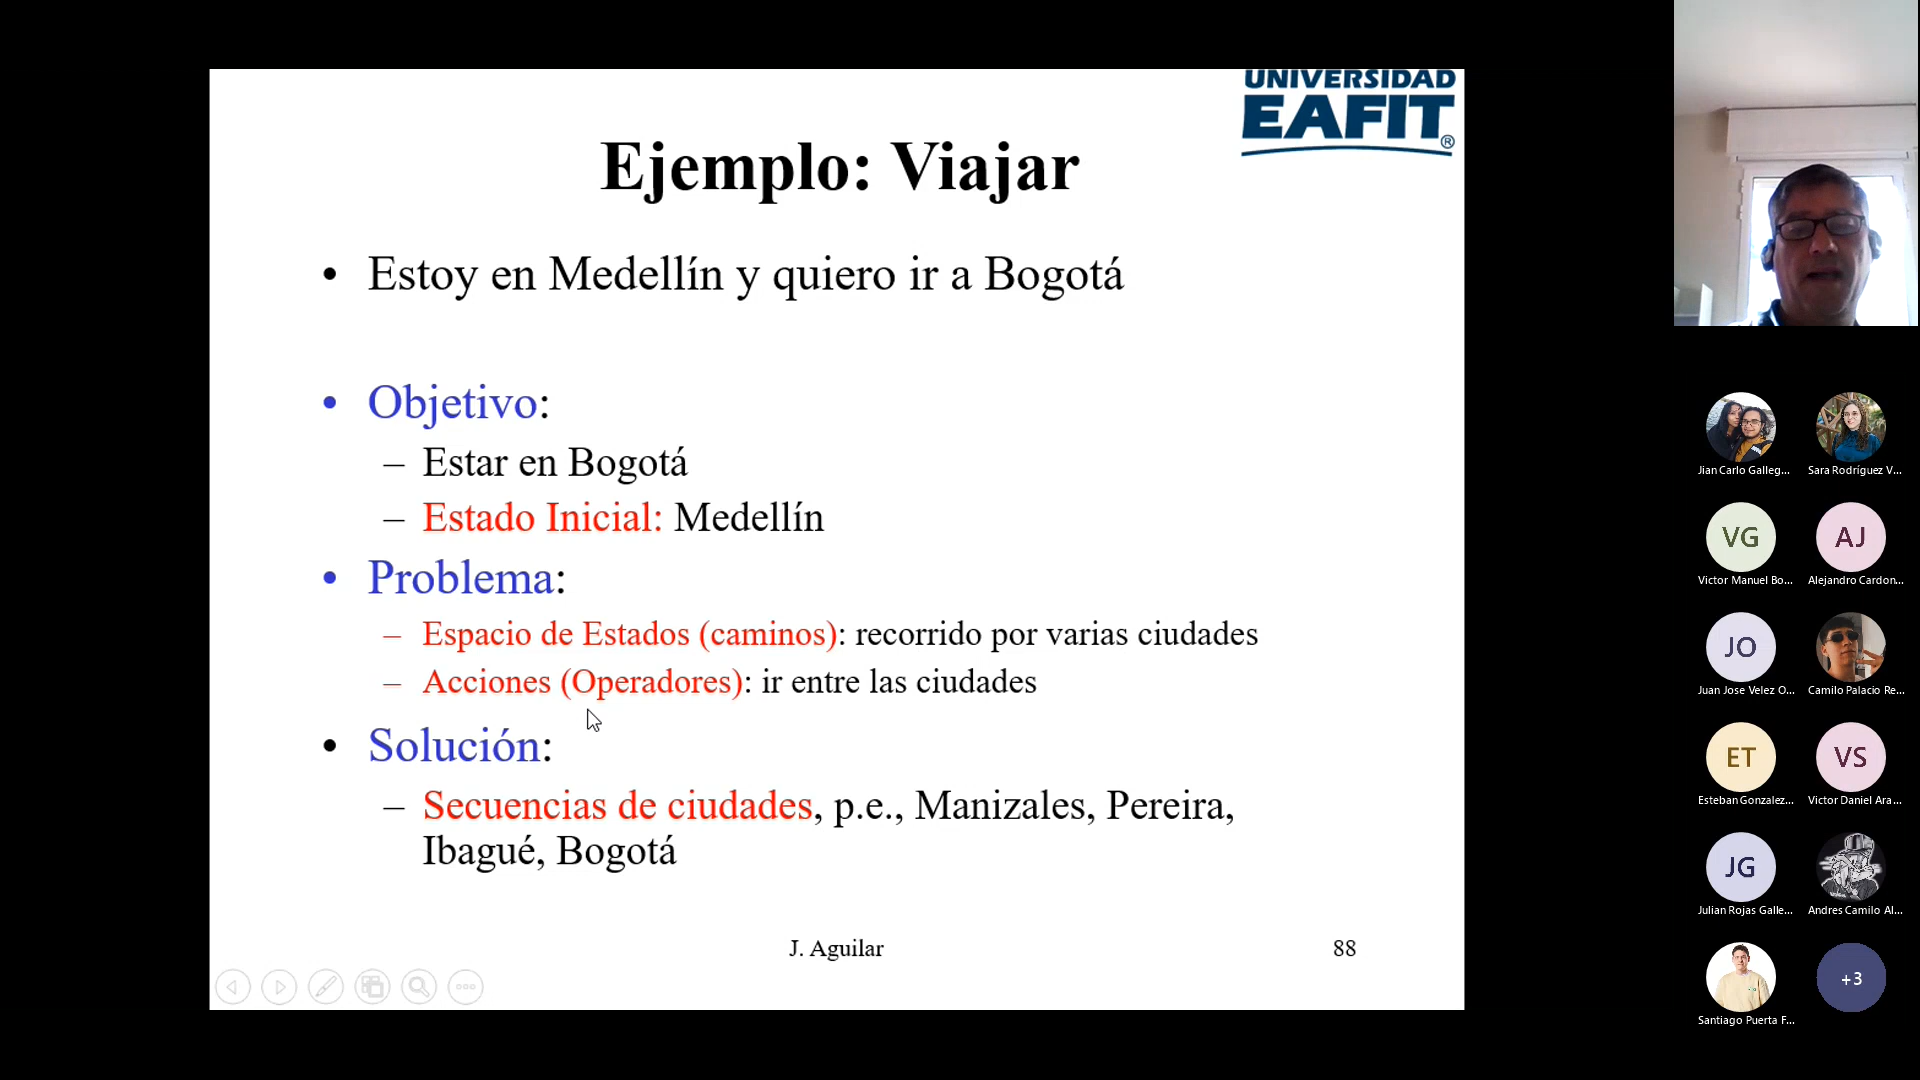 UNIVERSIDAD
EAFIT®
Ejemplo: Viajar
• Estoy en Medellín y quiero ir a Bogotá
• Objetivo:
– Estar en Bogotá
– Estado Inicial: Medellín
• Problema:
– Espacio de Estados (caminos): recorrido por varias ciudades
– Acciones (Operadores): ir entre las ciudades
• Solución:
– Secuencias de ciudades, p.e., Manizales, Pereira,
Ibagué, Bogotá
J. Aguilar
88
Jian Carlo Galleg...
Sara Rodríguez V...
VG
Victor Manuel Bo...
AJ
Alejandro Cardon...
JO
Juan Jose Velez O...
Camilo Palacio Re...
ET
Esteban Gonzalez...
VS
Victor Daniel Ara...
JG
Julian Rojas Galle...
Andres Camilo Al...
Santiago Puerta F...
+3